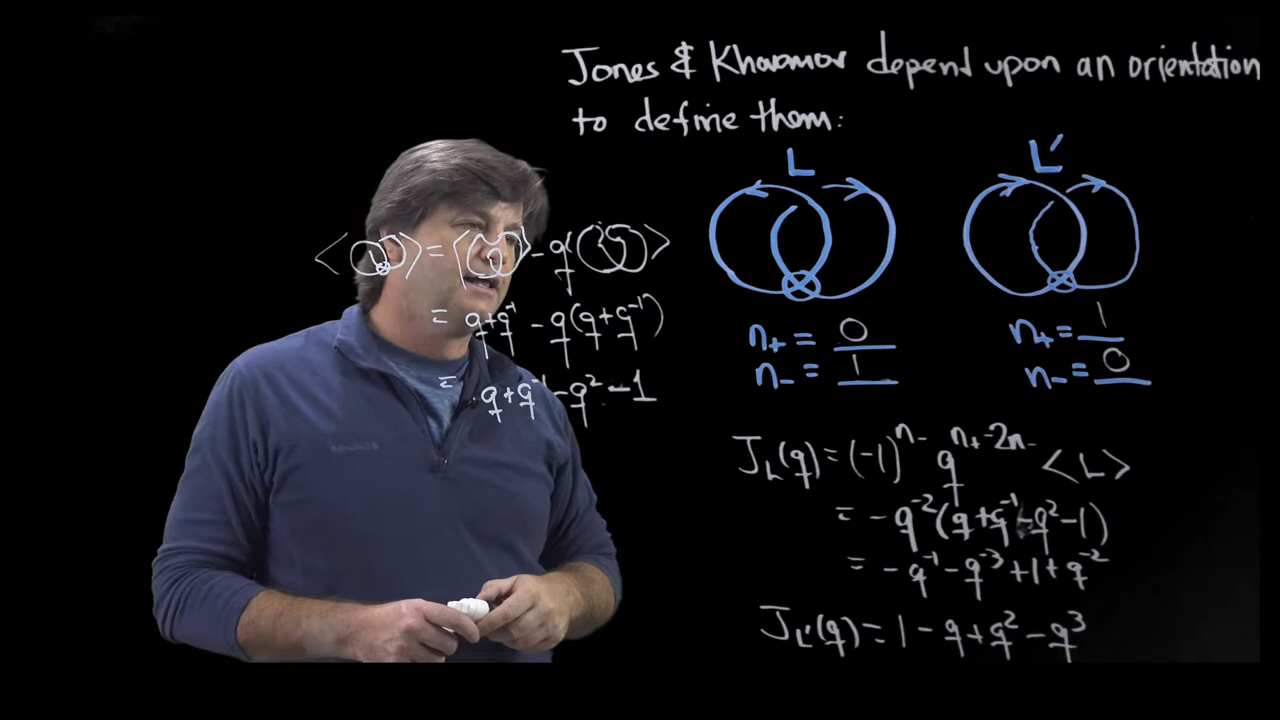 Jones & Khovanov depend upon an orientation
to define them:
L
L′
< > = < > - q< >
= q+q⁻¹ - q(q+q⁻¹)
= q+q⁻¹ - q² - 1
n₊ = 0
n₋ = 1
n₊ = 1
n₋ = 0
J_L(q) = (-1)^{n₋} q^{n₊-2n₋} <L>
= -q⁻²(q+q⁻¹-q²-1)
= -q⁻¹ - q⁻³ + 1 + q⁻²
J_L′(q) = 1 - q + q² - q³